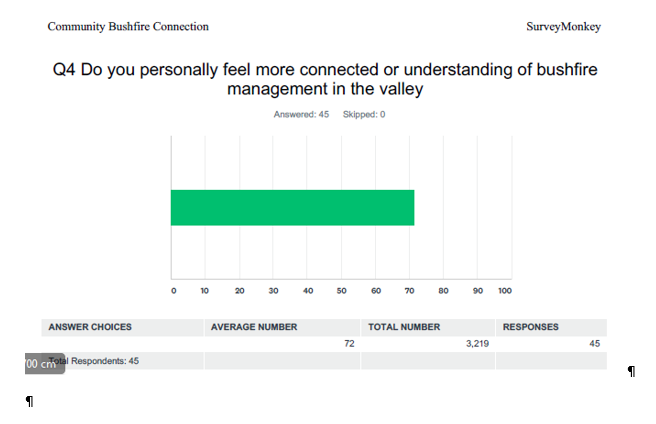 Community Bushfire Connection SurveyMonkey
Q4 Do you personally feel more connected or understanding of bushfire
management in the valley
Answered: 45 Skipped: 0
0 10 20 30 40 50 60 70 80 90 100
ANSWER CHOICES AVERAGE NUMBER TOTAL NUMBER RESPONSES
72 3,219 45
Total Respondents: 45
00 cm
¶
¶